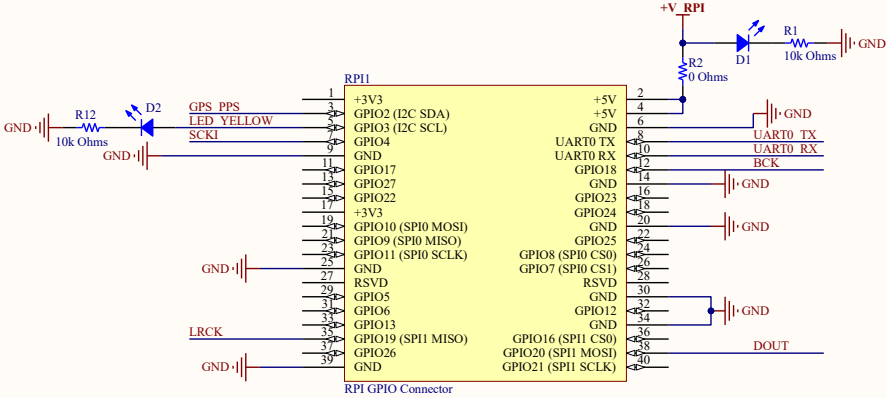 +V_RPI
R1
10k Ohms
D1
GND
R2
0 Ohms
RPI1
1 +3V3 +5V 2
GPS_PPS 3 GPIO2 (I2C SDA) +5V 4
R12 D2 LED_YELLOW 5 GPIO3 (I2C SCL) GND 6 GND
GND 10k Ohms SCKI 7 GPIO4 UART0 TX 8 UART0_TX
GND 9 GND UART0 RX 10 UART0_RX
11 GPIO17 GPIO18 12 BCK
13 GPIO27 GND 14 GND
15 GPIO22 GPIO23 16
17 +3V3 GPIO24 18
19 GPIO10 (SPI0 MOSI) GND 20 GND
21 GPIO9 (SPI0 MISO) GPIO25 22
23 GPIO11 (SPI0 SCLK) GPIO8 (SPI0 CS0) 24
GND 25 GND GPIO7 (SPI0 CS1) 26
27 RSVD RSVD 28
29 GPIO5 GND 30
31 GPIO6 GPIO12 32 GND
33 GPIO13 GND 34
LRCK 35 GPIO19 (SPI1 MISO) GPIO16 (SPI1 CS0) 36
37 GPIO26 GPIO20 (SPI1 MOSI) 38 DOUT
GND 39 GND GPIO21 (SPI1 SCLK) 40
RPI GPIO Connector